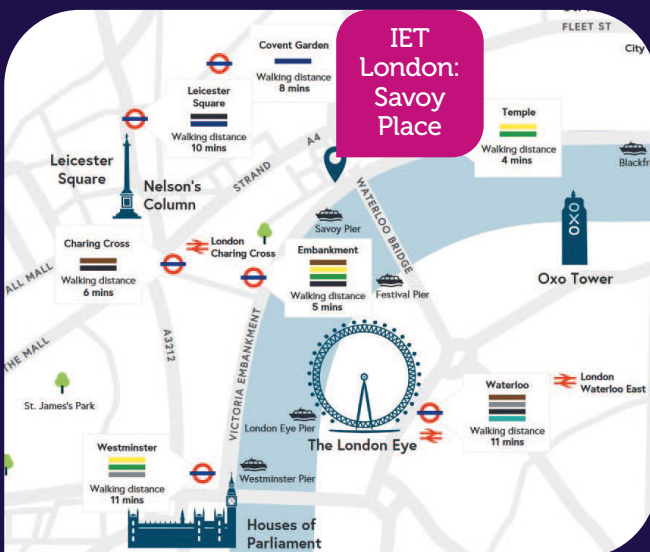 FLEET ST
City
IET
London:
Savoy
Place
Covent Garden
Walking distance
8 mins
Leicester
Square
Walking distance
10 mins
Temple
Walking distance
4 mins
A4
STRAND
Leicester
Square
Nelson's
Column
WATERLOO BRIDGE
Savoy Pier
OXO
Oxo Tower
Charing Cross
Walking distance
6 mins
London
Charing Cross
Embankment
Walking distance
5 mins
Festival Pier
ALL MALL
THE MALL
A3212
VICTORIA EMBANKMENT
St. James's Park
London Eye Pier
The London Eye
Waterloo
Walking distance
11 mins
London
Waterloo East
Westminster
Walking distance
11 mins
Westminster Pier
Houses of
Parliament